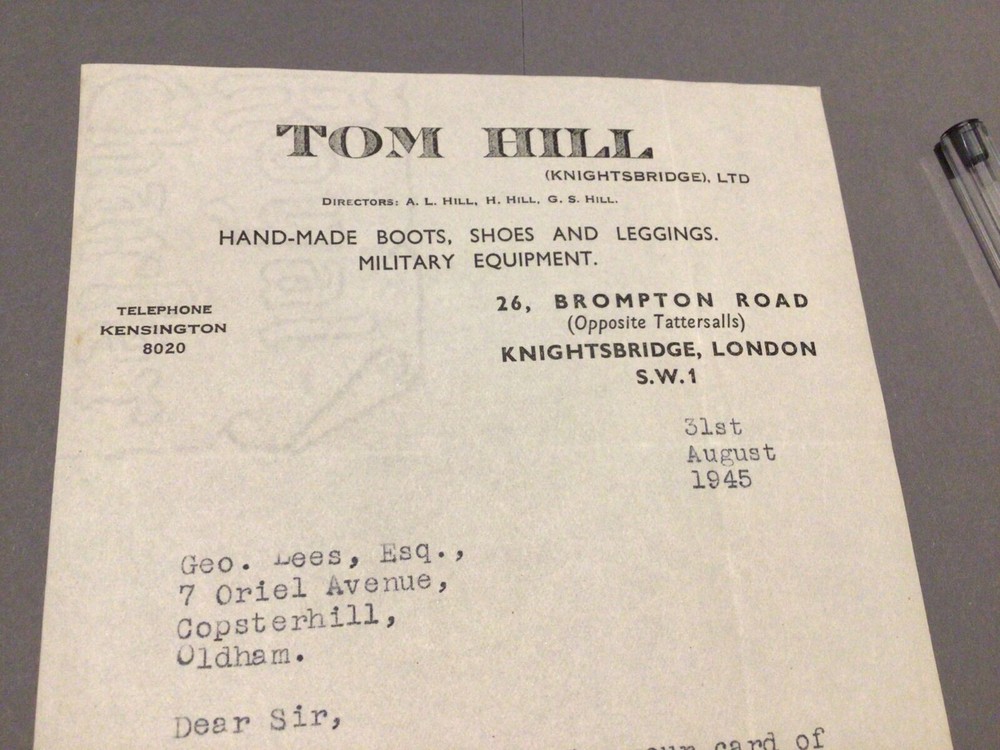 TOM HILL
(KNIGHTSBRIDGE), LTD
DIRECTORS: A. L. HILL, H. HILL, G. S. HILL.
HAND-MADE BOOTS, SHOES AND LEGGINGS.
MILITARY EQUIPMENT.
TELEPHONE
KENSINGTON
8020
26, BROMPTON ROAD
(Opposite Tattersalls)
KNIGHTSBRIDGE, LONDON
S.W.1
31st
August
1945
Geo. Lees, Esq.,
7 Oriel Avenue,
Copsterhill,
Oldham.
Dear Sir,
card of